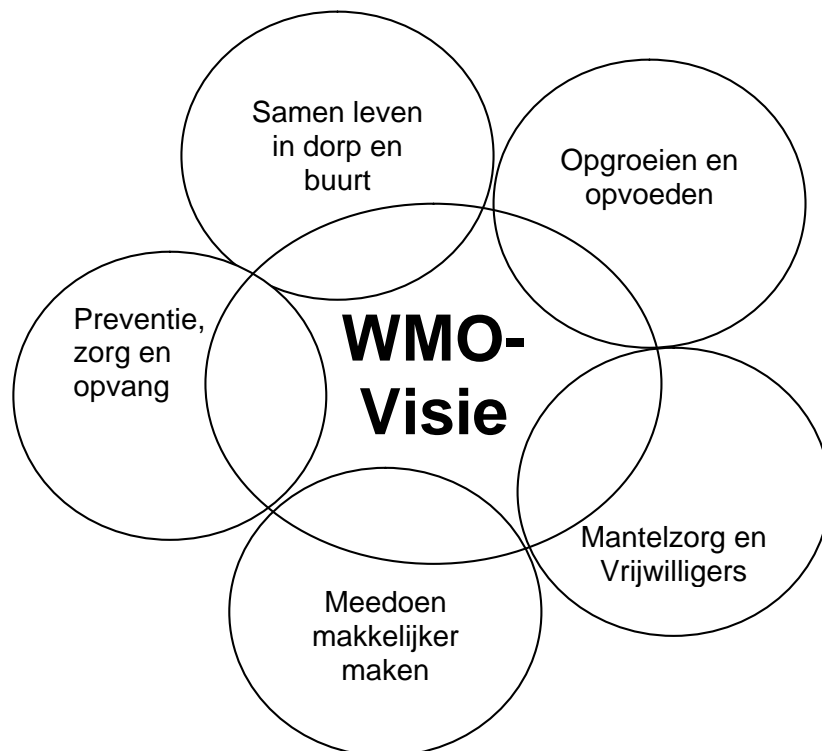 Samen leven
in dorp en
buurt
Opgroeien en
opvoeden
Preventie,
zorg en
opvang
WMO-
Visie
Mantelzorg en
Vrijwilligers
Meedoen
makkelijker
maken